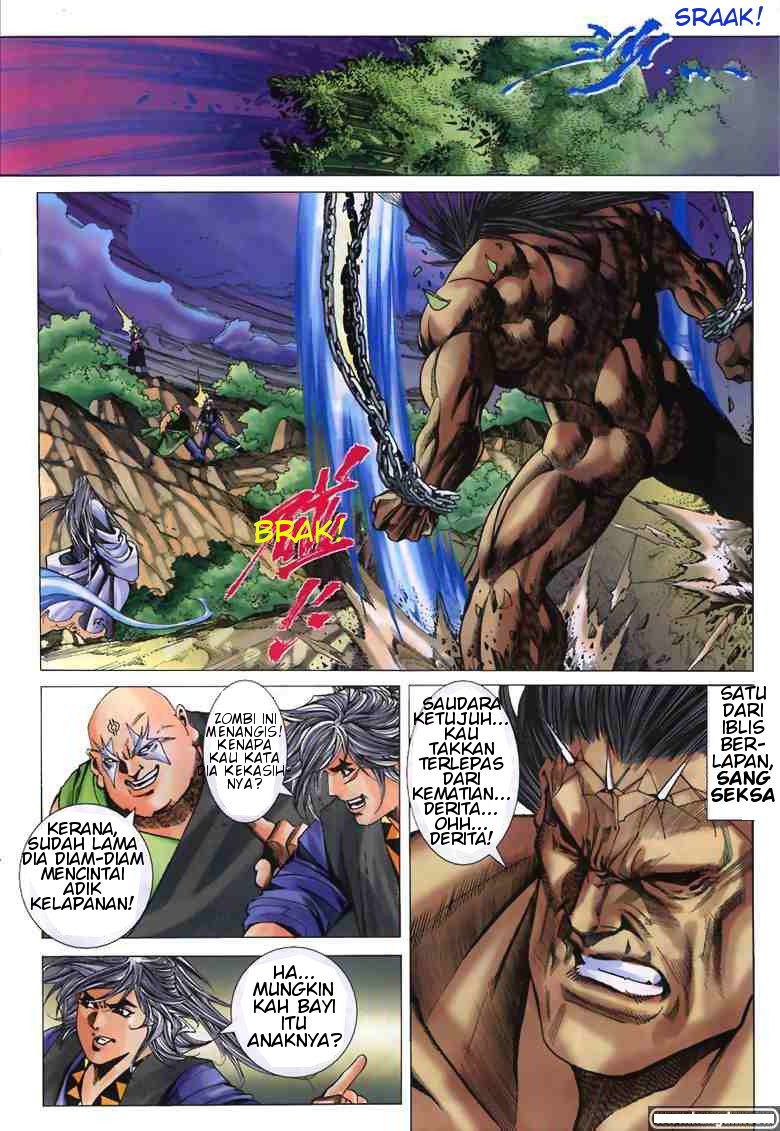 SRAAK!
BRAK!
碰!!
ZOMBI INI
MENANGIS!
KENAPA
KAU KATA
DIA KEKASIH-
NYA?
KERANA,
SUDAH LAMA
DIA DIAM-DIAM
MENCINTAI
ADIK
KELAPANAN!
SAUDARA
KETUJUH...
KAU
TAKKAN
TERLEPAS
DARI
KEMATIAN...
DERITA...
OHH...
DERITA!
SATU
DARI
IBLIS
BER-
LAPAN,
SANG
SEKSA
HA...
MUNGKIN
KAH BAYI
ITU
ANAKNYA?